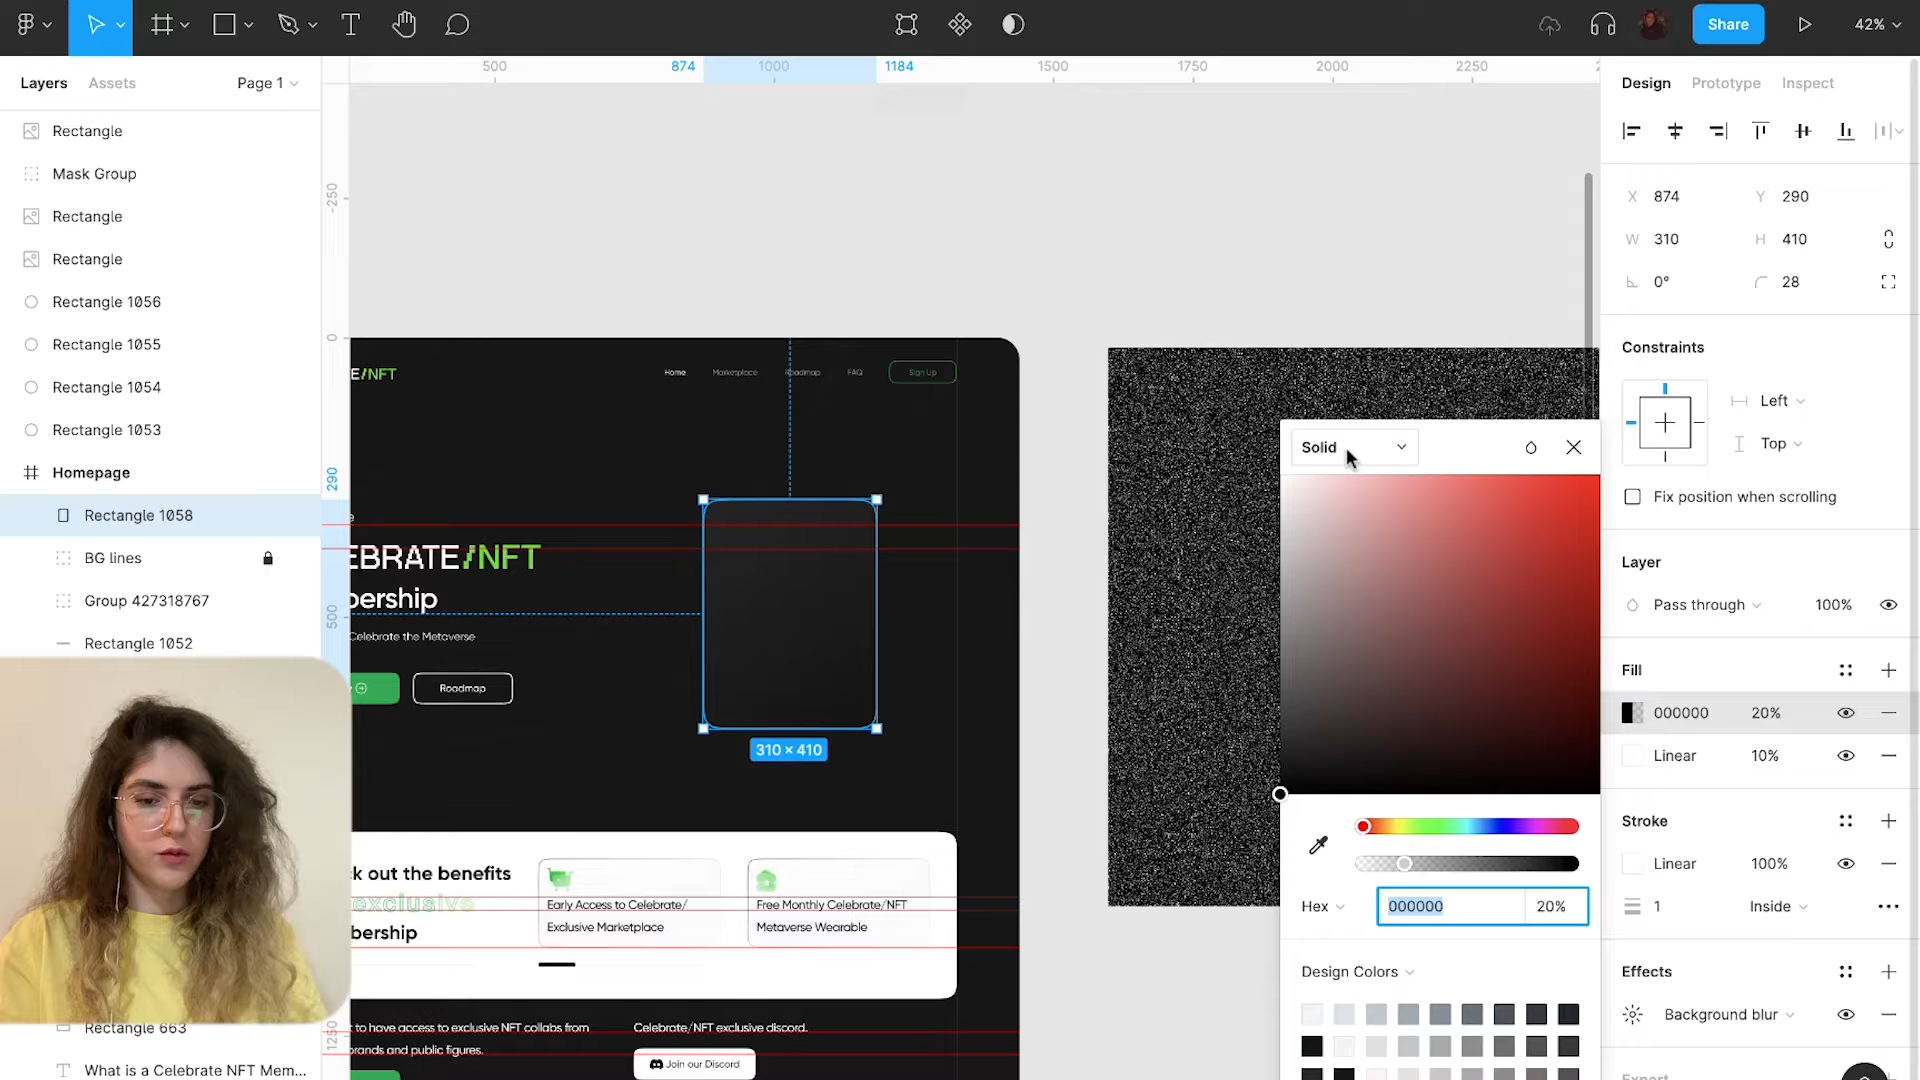 Share
42%
Layers
Assets
Page 1
Rectangle
Mask Group
Rectangle
Rectangle
Rectangle 1056
Rectangle 1055
Rectangle 1054
Rectangle 1053
Homepage
Rectangle 1058
BG lines
Group 427318767
Rectangle 1052
Rectangle 663
What is a Celebrate NFT Mem...
500
874
1000
1184
1500
1750
2000
2250
-250
0
290
500
1250
E/NFT
Home
Marketplace
Roadmap
FAQ
Sign Up
EBRATE/NFT
bership
Celebrate the Metaverse
Roadmap
310 × 410
k out the benefits
exclusive
bership
Early Access to Celebrate/
Exclusive Marketplace
Free Monthly Celebrate/NFT
Metaverse Wearable
t to have access to exclusive NFT collabs from
brands and public figures.
Celebrate/NFT exclusive discord.
Join our Discord
Solid
Hex
000000
20%
Design Colors
Design
Prototype
Inspect
X 874
Y 290
W 310
H 410
0°
28
Constraints
Left
Top
Fix position when scrolling
Layer
Pass through
100%
Fill
000000
20%
Linear
10%
Stroke
Linear
100%
1
Inside
Effects
Background blur
Export